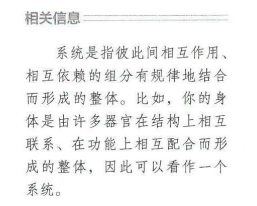 相关信息
系统是指彼此间相互作用、
相互依赖的组分有规律地结合
而形成的整体。比如，你的身
体是由许多器官在结构上相互
联系、在功能上相互配合而形
成的整体，因此可以看作一个
系统。